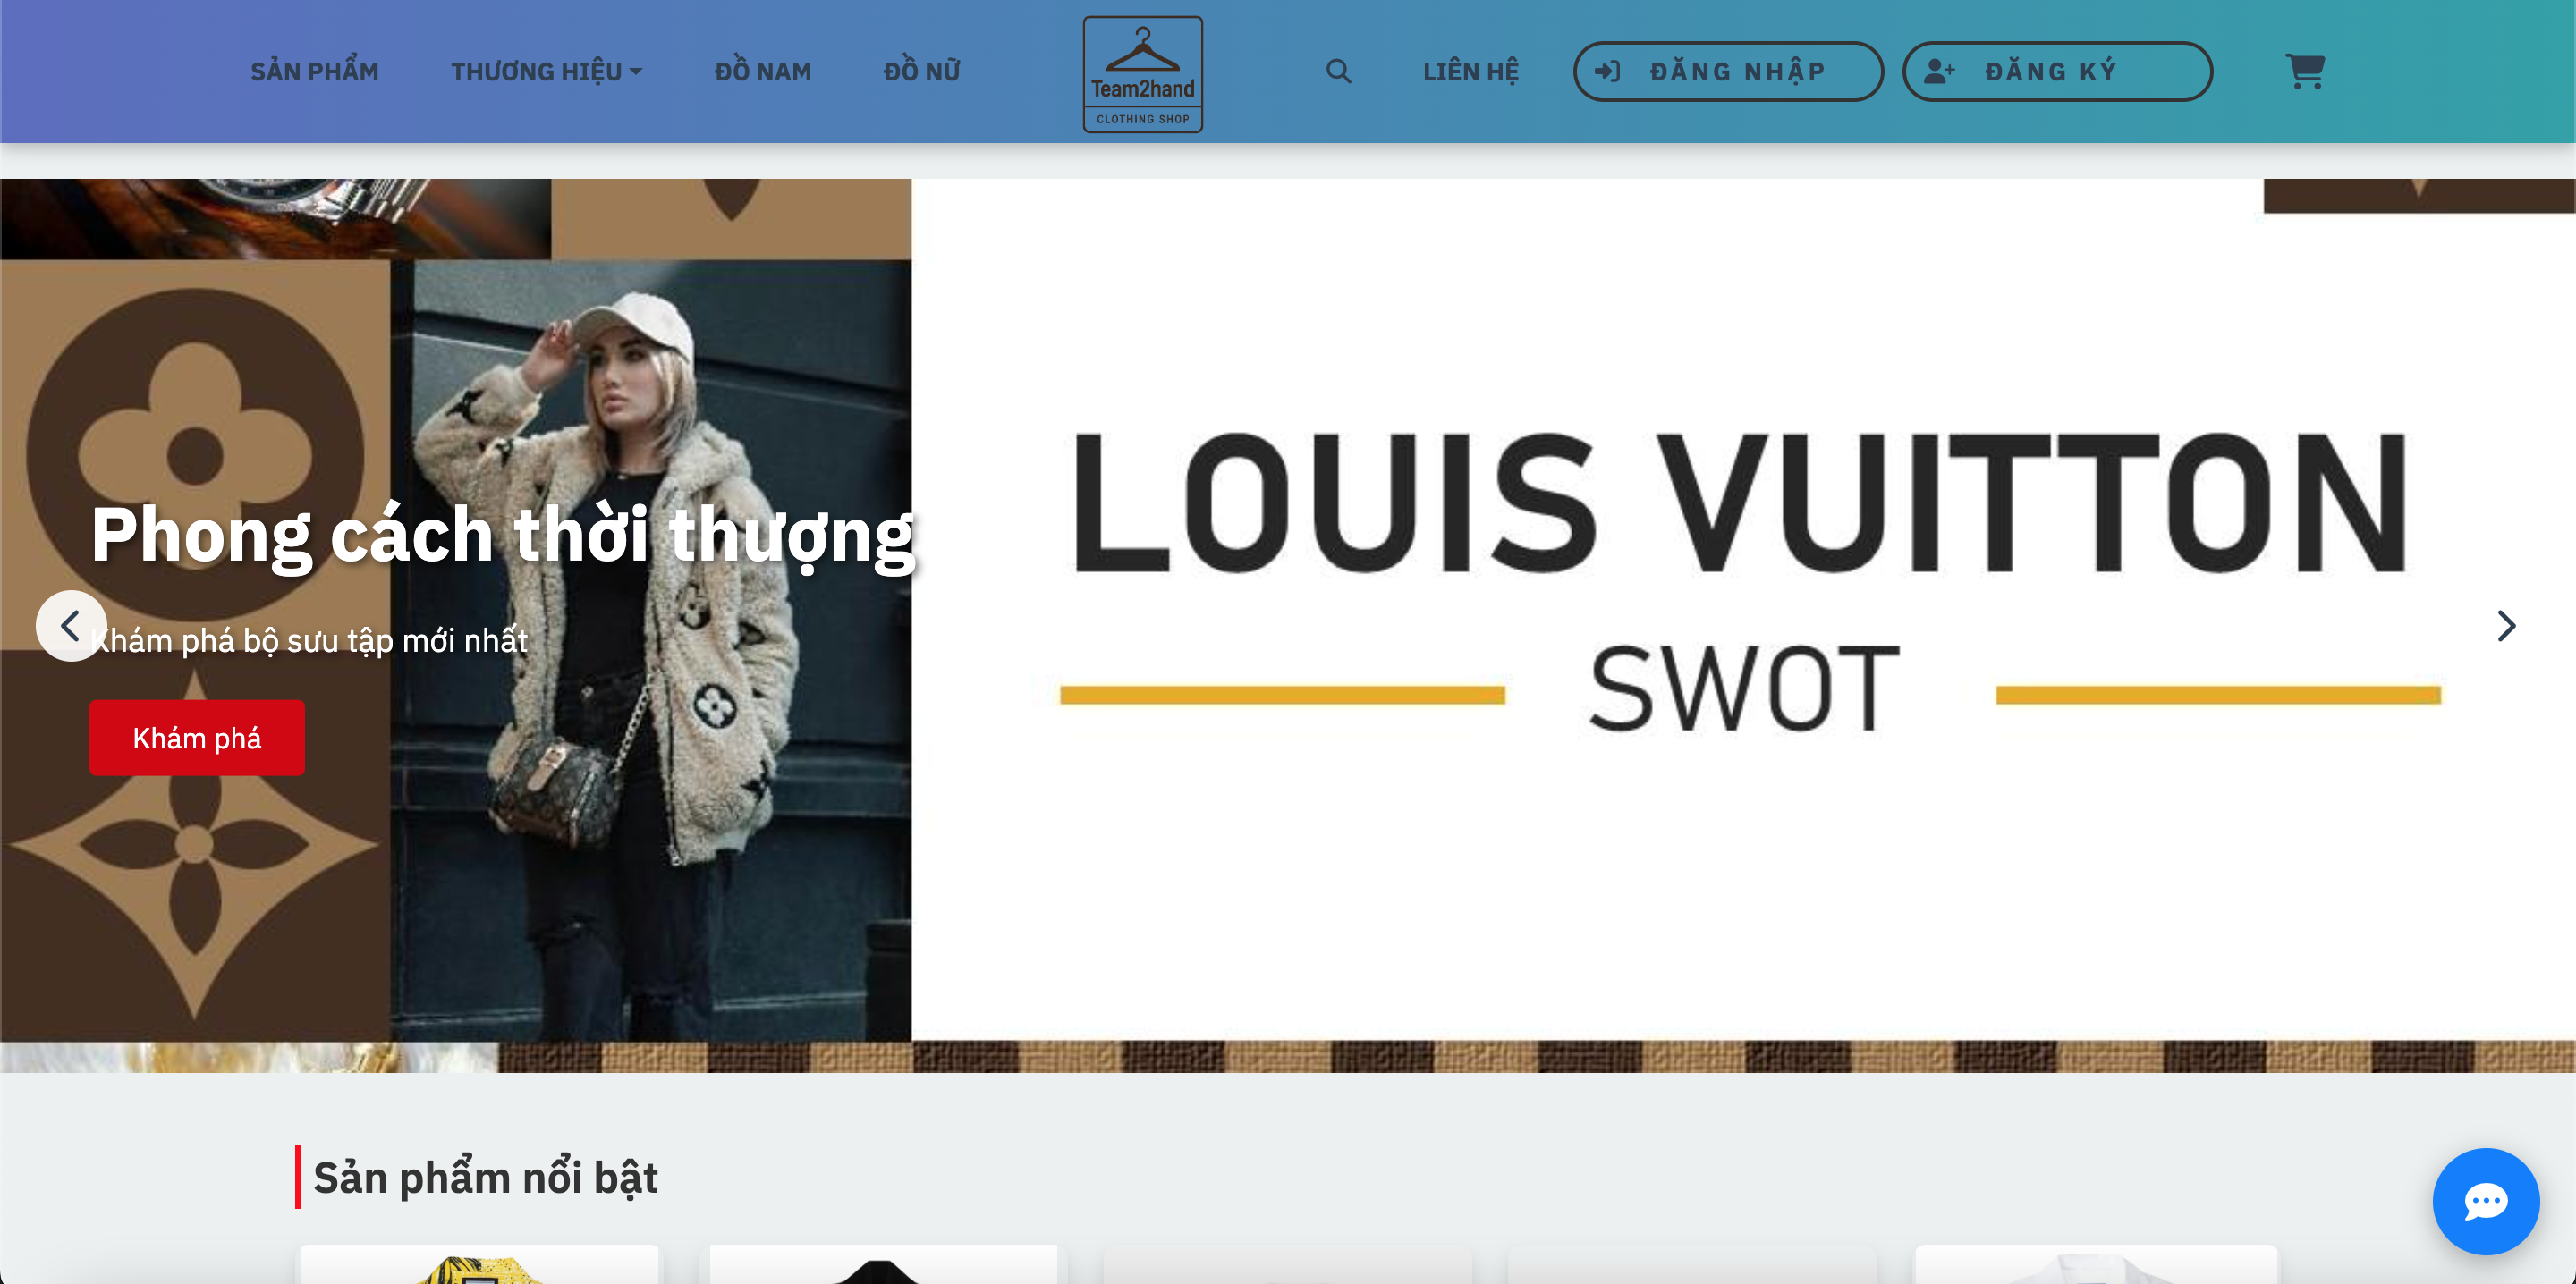 SẢN PHẨM
THƯƠNG HIỆU
ĐỒ NAM
ĐỒ NỮ
Team2hand
CLOTHING SHOP
LIÊN HỆ
ĐĂNG NHẬP
ĐĂNG KÝ
LOUIS VUITTON
SWOT
Phong cách thời thượng
Khám phá bộ sưu tập mới nhất
Khám phá
Sản phẩm nổi bật